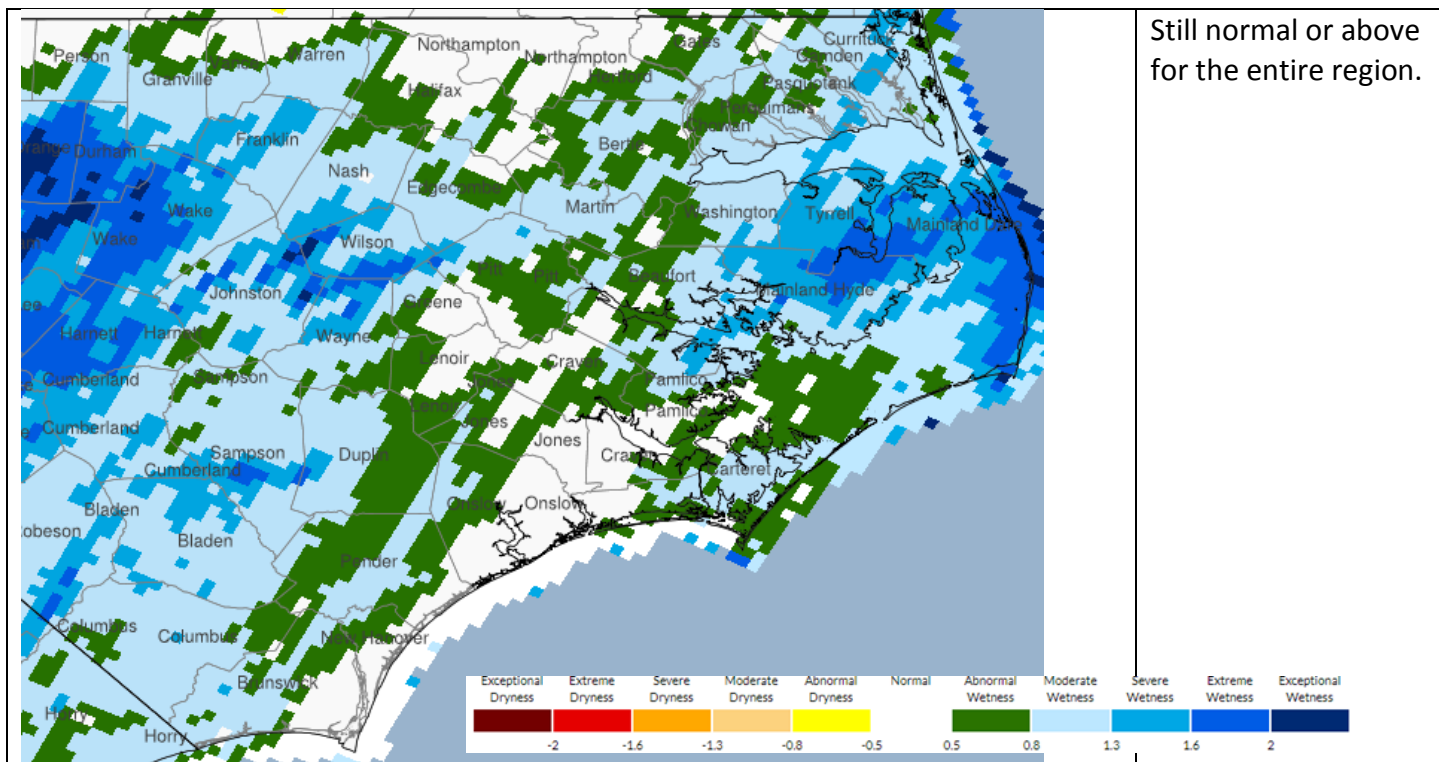 Still normal or above
for the entire region.
Northampton
Currituck
Gates
Camden
Person
Warren
Northampton
Granville
Hertford
Pasquotank
Halifax
Perquimans
Chowan
Franklin
Durham
Bertie
Nash
Edgecombe
Martin
Wake
Washington
Tyrrell
Mainland Dare
Wake
Wilson
Pitt
Pitt
Beaufort
Johnston
Mainland Hyde
Greene
Harnett
Harnett
Wayne
Lenoir
Craven
Cumberland
Sampson
Jones
Pamlico
Lenoir
Pamlico
Cumberland
Jones
Jones
Sampson
Duplin
Craven
Cumberland
Carteret
Bladen
Onslow
Onslow
obeson
Bladen
Pender
Columbus
Columbus
New Hanover
Brunswick
Horry
Horry
Exceptional Extreme Severe Moderate Abnormal Normal Abnormal Moderate Severe Extreme Exceptional
Dryness Dryness Dryness Dryness Dryness Wetness Wetness Wetness Wetness Wetness
-2 -1.6 -1.3 -0.8 -0.5 0.5 0.8 1.3 1.6 2